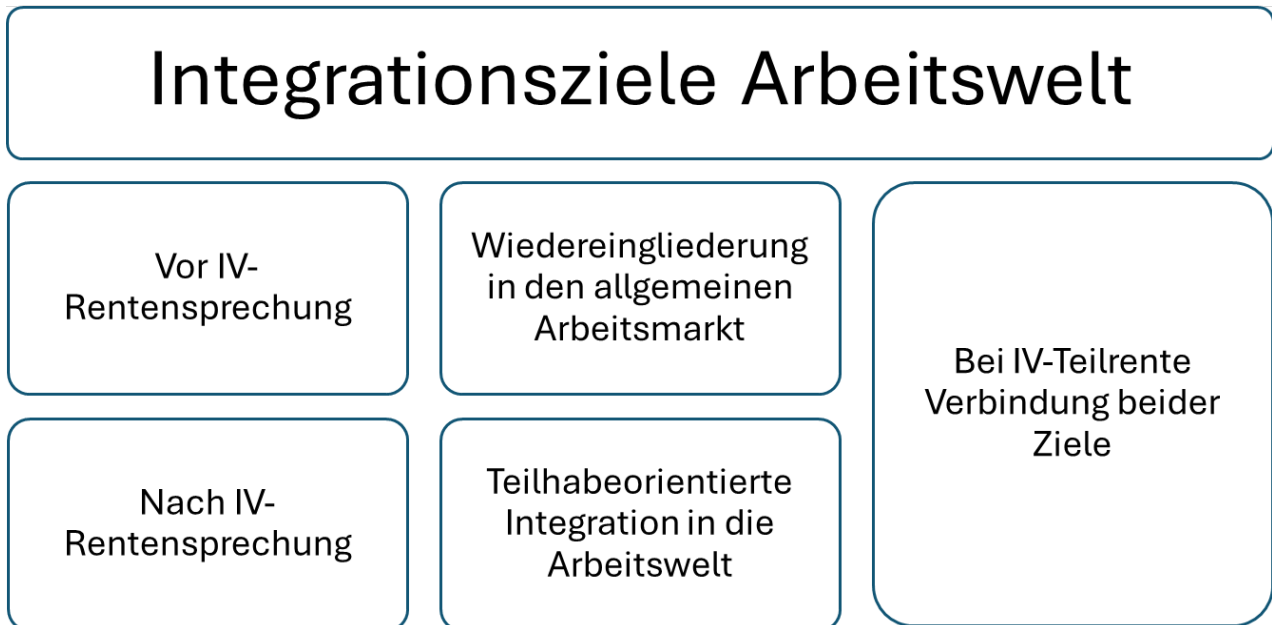 Integrationsziele Arbeitswelt
Vor IV-
Rentensprechung
Wiedereingliederung
in den allgemeinen
Arbeitsmarkt
Nach IV-
Rentensprechung
Teilhabeorientierte
Integration in die
Arbeitswelt
Bei IV-Teilrente
Verbindung beider
Ziele